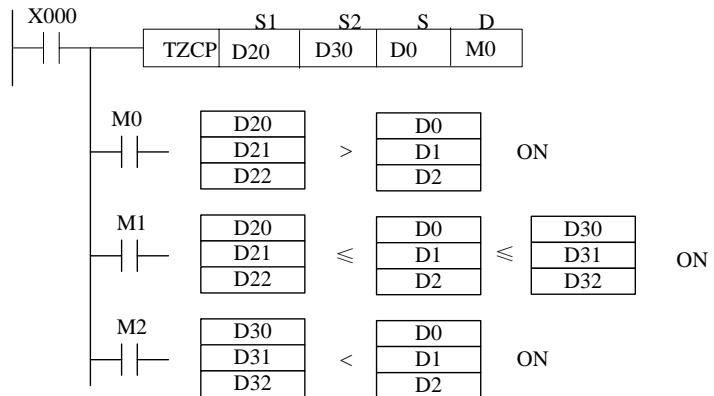 X000
S1 S2 S D
TZCP D20 D30 D0 M0
M0
D20 D0
D21 > D1 ON
D22 D2
M1
D20 D0 D30
D21 ≤ D1 ≤ D31 ON
D22 D2 D32
M2
D30 D0
D31 < D1 ON
D32 D2